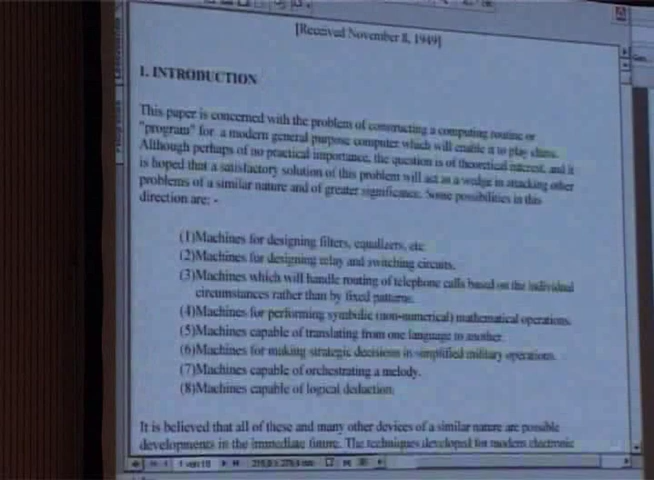 [Received November 8, 1949]
1. INTRODUCTION
This paper is concerned with the problem of constructing a computing routine or
"program" for a modern general purpose computer which will enable it to play chess.
Although perhaps of no practical importance, the question is of theoretical interest, and it
is hoped that a satisfactory solution of this problem will act as a wedge in attacking other
problems of a similar nature and of greater significance. Some possibilities in this
direction are: -
(1)Machines for designing filters, equalizers, etc
(2)Machines for designing relay and switching circuits.
(3)Machines which will handle routing of telephone calls based on the individual
circumstances rather than by fixed patterns.
(4)Machines for performing symbolic (non-numerical) mathematical operations.
(5)Machines capable of translating from one language to another.
(6)Machines for making strategic decisions in simplified military operations.
(7)Machines capable of orchestrating a melody.
(8)Machines capable of logical deduction.
It is believed that all of these and many other devices of a similar nature are possible
developments in the immediate future. The techniques developed for modern electronic